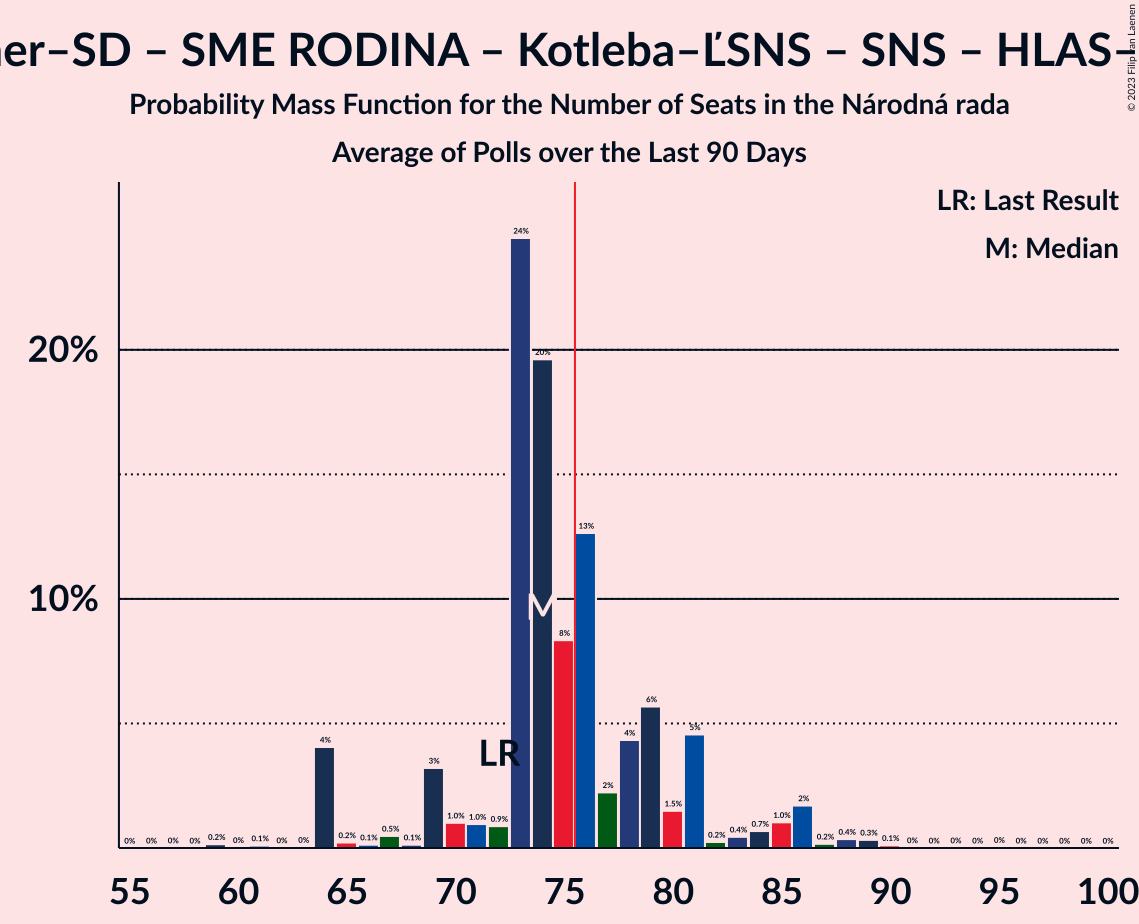 er–SD – SME RODINA – Kotleba–ĽSNS – SNS – HLAS–
© 2023 Filip van Laenen
Probability Mass Function for the Number of Seats in the Národná rada
Average of Polls over the Last 90 Days
LR: Last Result
M: Median
20%
10%
0% 0% 0% 0% 0.2% 0% 0.1% 0% 0% 4% 0.2% 0.1% 0.5% 0.1% 3% 1.0% 1.0% 0.9% 24% 20% 8% 13% 2% 4% 6% 1.5% 5% 0.2% 0.4% 0.7% 1.0% 2% 0.2% 0.4% 0.3% 0.1% 0% 0% 0% 0% 0% 0% 0% 0% 0% 0%
M
LR
55 60 65 70 75 80 85 90 95 100